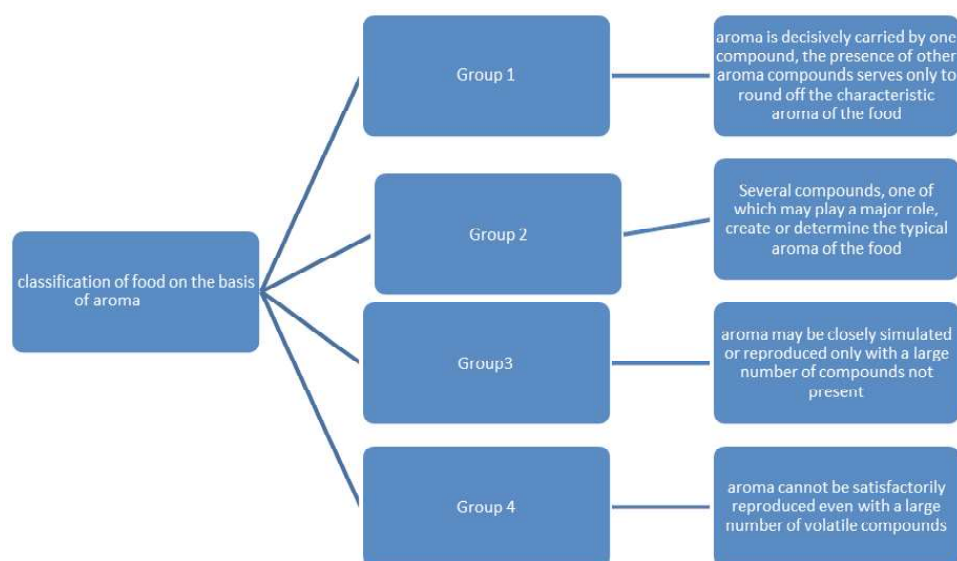 classification of food on the basis
of aroma
Group 1
aroma is decisively carried by one
compound, the presence of other
aroma compounds serves only to
round off the characteristic
aroma of the food
Group 2
Several compounds, one of
which may play a major role,
create or determine the typical
aroma of the food
Group3
aroma may be closely simulated
or reproduced only with a large
number of compounds not
present
Group 4
aroma cannot be satisfactorily
reproduced even with a large
number of volatile compounds